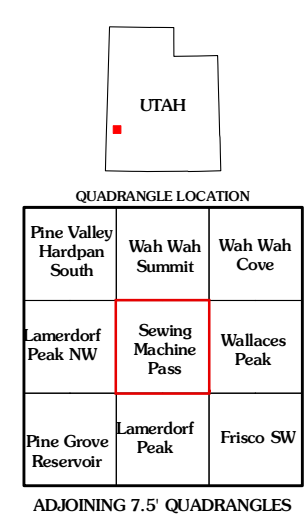 UTAH
QUADRANGLE LOCATION
Pine Valley
Hardpan
South
Wah Wah
Summit
Wah Wah
Cove
Lamerdorf
Peak NW
Sewing
Machine
Pass
Wallaces
Peak
Pine Grove
Reservoir
Lamerdorf
Peak
Frisco SW
ADJOINING 7.5' QUADRANGLES